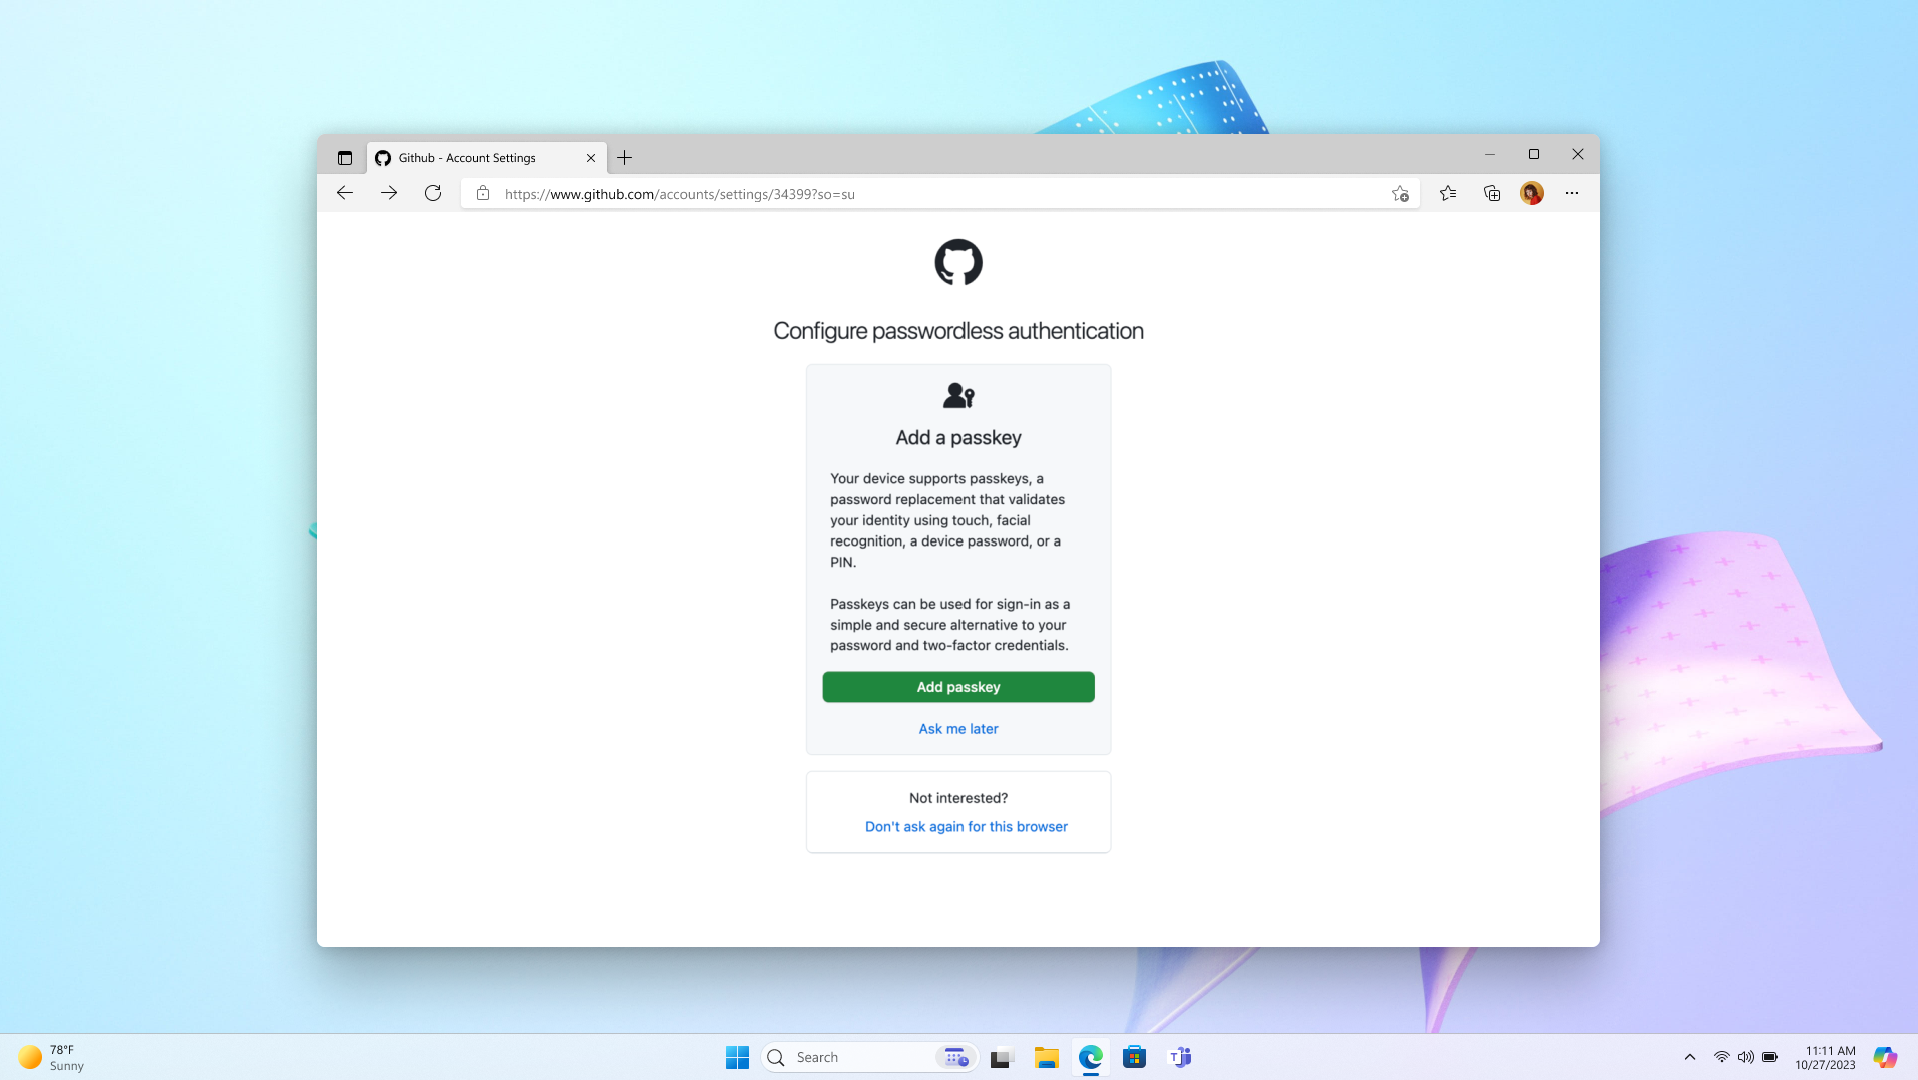 Github - Account Settings
https://www.github.com/accounts/settings/34399?so=su
Configure passwordless authentication
Add a passkey
Your device supports passkeys, a
password replacement that validates
your identity using touch, facial
recognition, a device password, or a
PIN.
Passkeys can be used for sign-in as a
simple and secure alternative to your
password and two-factor credentials.
Add passkey
Ask me later
Not interested?
Don't ask again for this browser
78°F
Sunny
Search
T
11:11 AM
10/27/2023